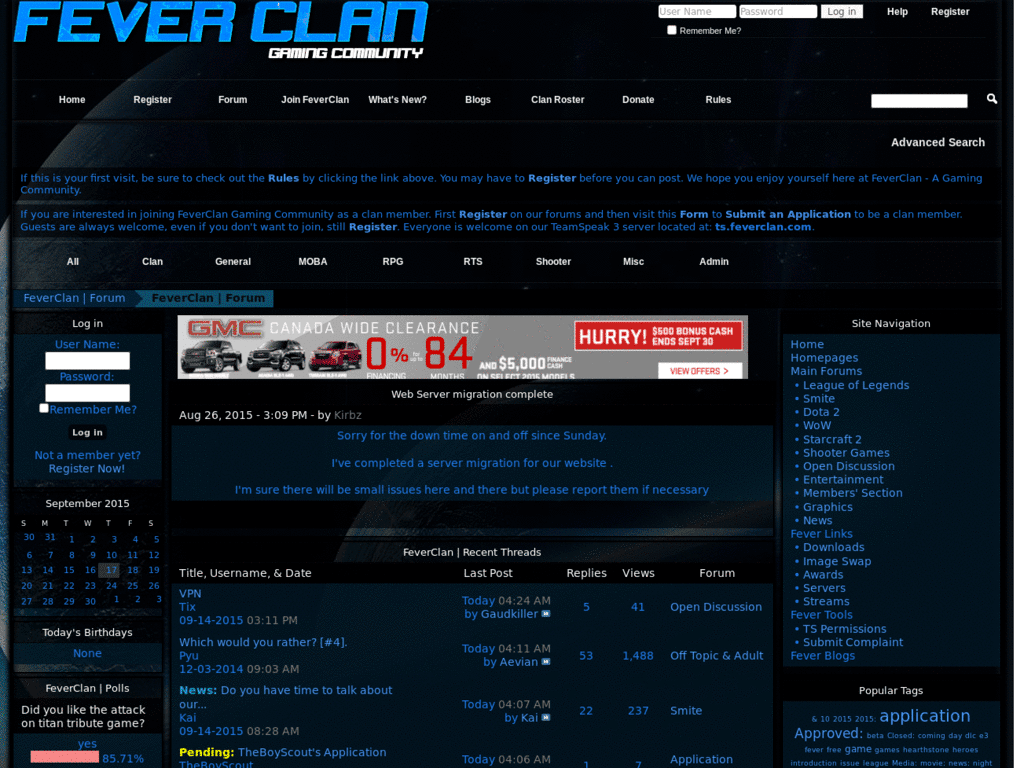 FEVER CLAN
GAMING COMMUNITY
User Name Password Log in Help Register
Remember Me?
Home Register Forum Join FeverClan What's New? Blogs Clan Roster Donate Rules
Advanced Search
If this is your first visit, be sure to check out the Rules by clicking the link above. You may have to Register before you can post. We hope you enjoy yourself here at FeverClan - A Gaming
Community.
If you are interested in joining FeverClan Gaming Community as a clan member. First Register on our forums and then visit this Form to Submit an Application to be a clan member.
Guests are always welcome, even if you don't want to join, still Register. Everyone is welcome on our TeamSpeak 3 server located at: ts.feverclan.com.
All Clan General MOBA RPG RTS Shooter Misc Admin
FeverClan | Forum FeverClan | Forum
Log in
User Name:
Password:
Remember Me?
Log in
Not a member yet?
Register Now!
September 2015
S M T W T F S
30 31 1 2 3 4 5
6 7 8 9 10 11 12
13 14 15 16 17 18 19
20 21 22 23 24 25 26
27 28 29 30 1 2 3
Today's Birthdays
None
FeverClan | Polls
Did you like the attack
on titan tribute game?
yes
85.71%
GMC CANADA WIDE CLEARANCE
0% for up to 84
FINANCING MONTHS
AND $5,000 FINANCE CASH
ON SELECT 2015 MODELS
HURRY! $500 BONUS CASH
ENDS SEPT 30
VIEW OFFERS >
Web Server migration complete
Aug 26, 2015 - 3:09 PM - by Kirbz
Sorry for the down time on and off since Sunday.
I've completed a server migration for our website .
I'm sure there will be small issues here and there but please report them if necessary
FeverClan | Recent Threads
Title, Username, & Date Last Post Replies Views Forum
VPN
Tix
09-14-2015 03:11 PM
Today 04:24 AM
by Gaudkiller
5 41 Open Discussion
Which would you rather? [#4].
Pyu
12-03-2014 09:03 AM
Today 04:11 AM
by Aevian
53 1,488 Off Topic & Adult
News: Do you have time to talk about
our...
Kai
09-14-2015 08:28 AM
Today 04:07 AM
by Kai
22 237 Smite
Pending: TheBoyScout's Application
TheBoyScout
Today 04:06 AM
1 7 Application
Site Navigation
Home
Homepages
Main Forums
• League of Legends
• Smite
• Dota 2
• WoW
• Starcraft 2
• Shooter Games
• Open Discussion
• Entertainment
• Members' Section
• Graphics
• News
Fever Links
• Downloads
• Image Swap
• Awards
• Servers
• Streams
Fever Tools
• TS Permissions
• Submit Complaint
Fever Blogs
Popular Tags
& 10 2015 2015: application
Approved: beta Closed: coming day dic e3
fever free game games hearthstone heroes
introduction issue league Media: movie: news: night